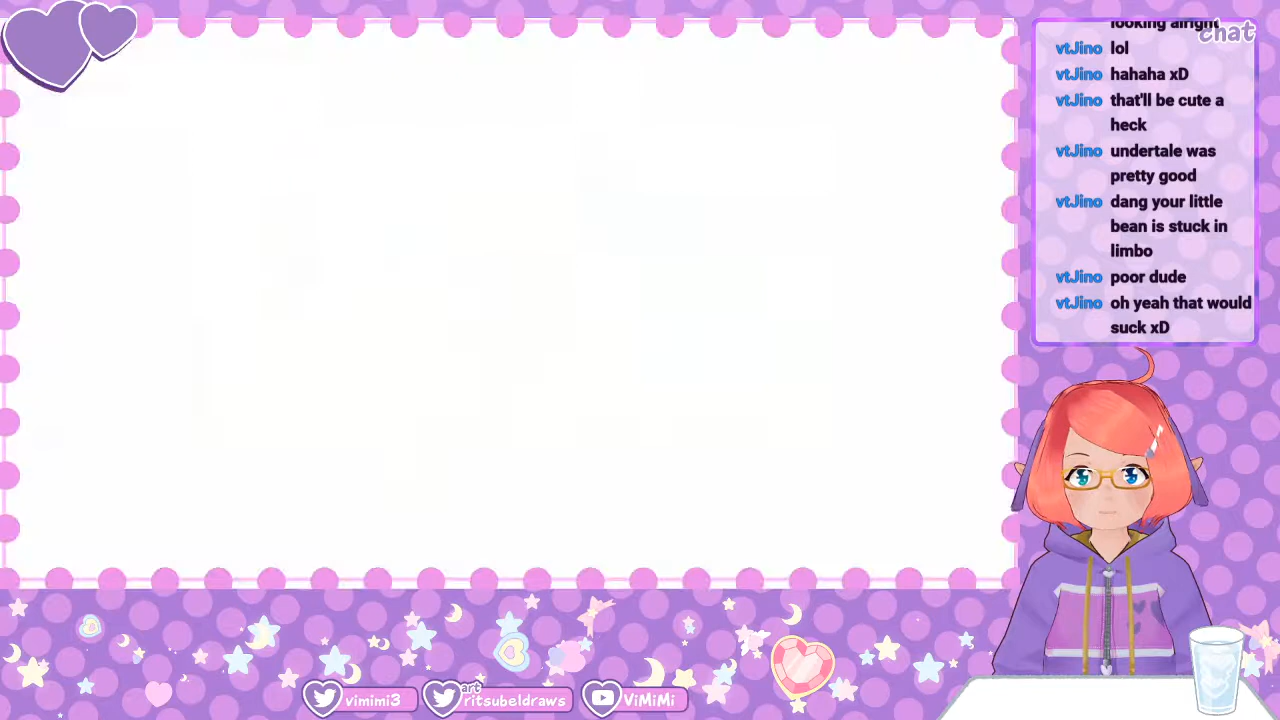 looking alright
chat
vtJino lol
vtJino hahaha xD
vtJino that'll be cute a
heck
vtJino undertale was
pretty good
vtJino dang your little
bean is stuck in
limbo
vtJino poor dude
vtJino oh yeah that would
suck xD
vimimi3
art
ritsubeldraws
ViMiMi